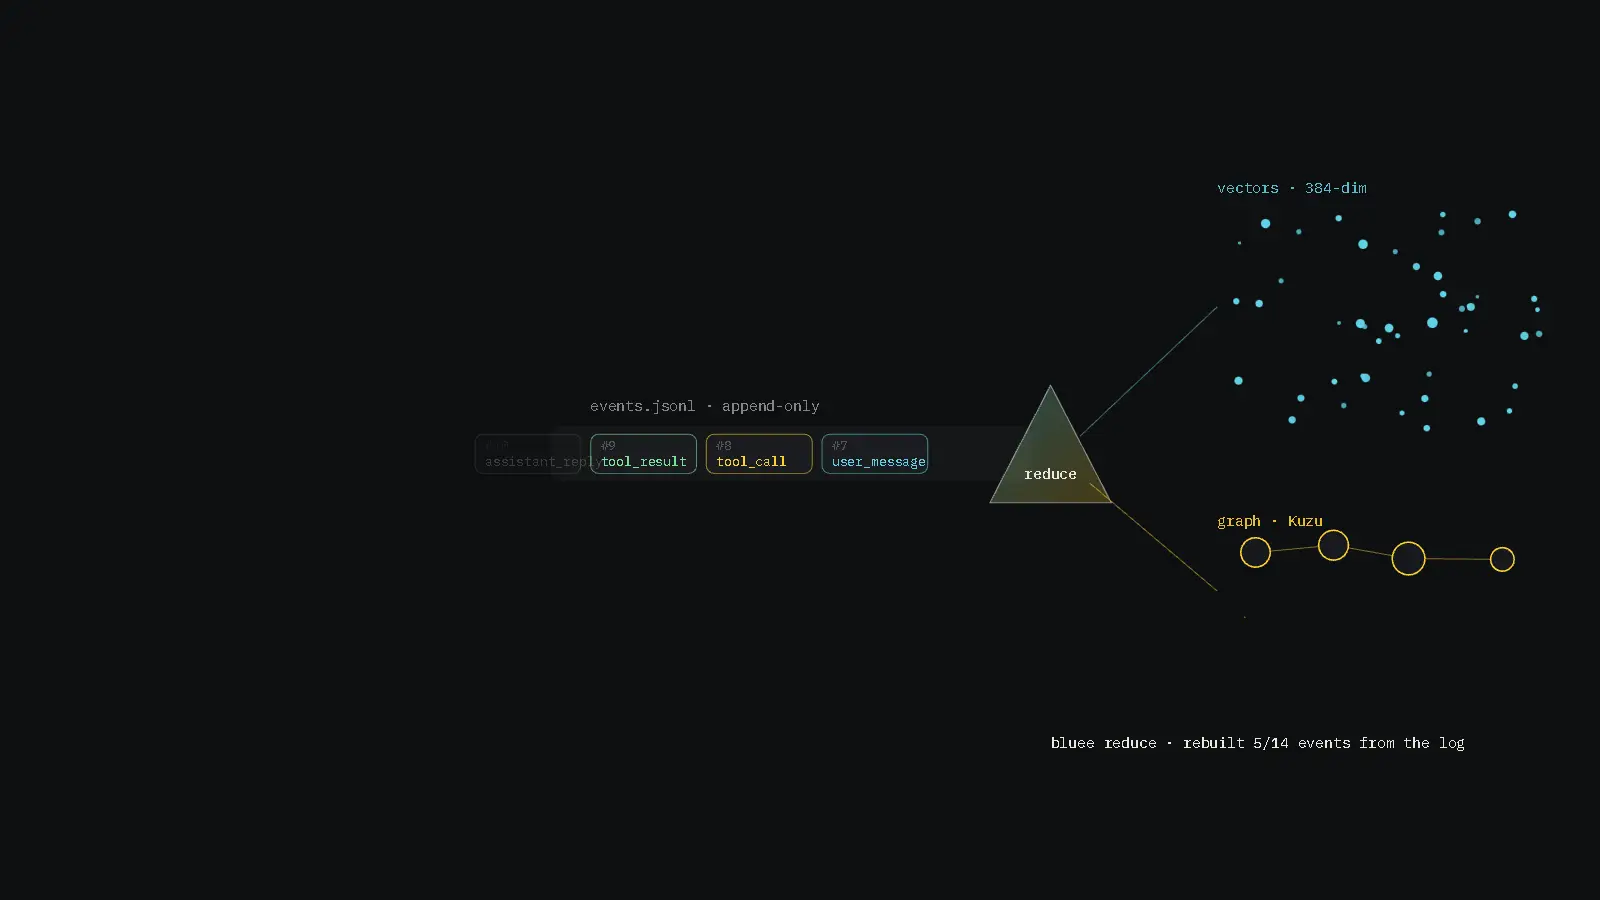 vectors · 384-dim
events.jsonl · append-only
#9
#8
#7
assistant_reply
tool_result
tool_call
user_message
reduce
graph · Kuzu
bluee reduce · rebuilt 5/14 events from the log